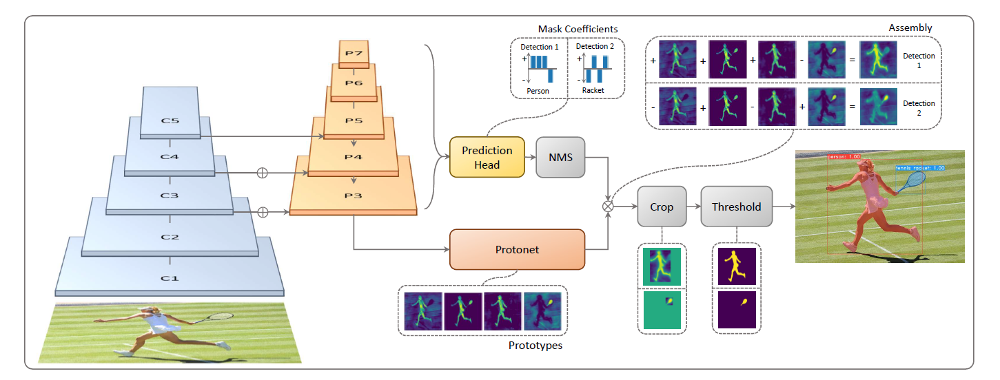 Mask Coefficients
Detection 1
Detection 2
+
-
Person
+
-
Racket
Assembly
+ + + - = Detection 1
- + - + = Detection 2
P7
P6
P5
P4
P3
C5
C4
C3
C2
C1
Prediction
Head
NMS
Protonet
Prototypes
Crop
Threshold
person: 1.00
tennis racket: 1.00